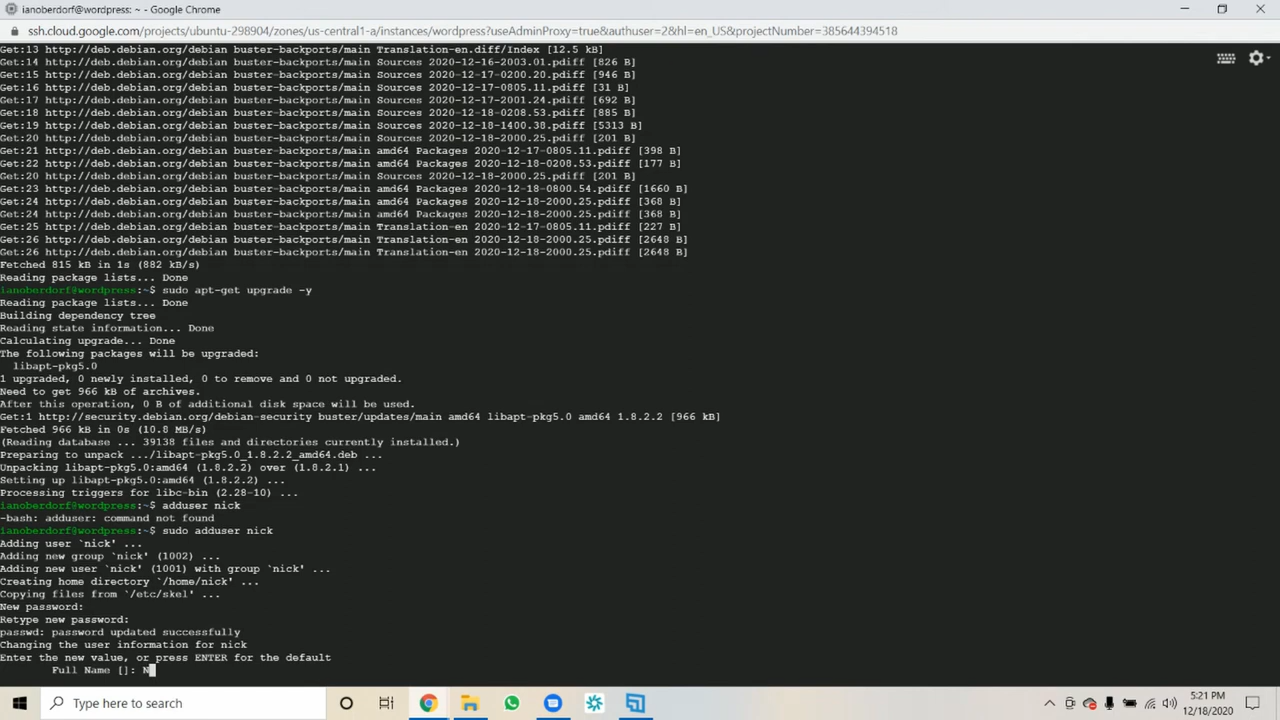 ianoberdorf@wordpress: ~ - Google Chrome
ssh.cloud.google.com/projects/ubuntu-298904/zones/us-central1-a/instances/wordpress?useAdminProxy=true&authuser=2&hl=en_US&projectNumber=385644394518
Get:13 http://deb.debian.org/debian buster-backports/main Translation-en.diff/Index [12.5 kB]
Get:14 http://deb.debian.org/debian buster-backports/main Sources 2020-12-16-2003.01.pdiff [826 B]
Get:15 http://deb.debian.org/debian buster-backports/main Sources 2020-12-17-0200.20.pdiff [946 B]
Get:16 http://deb.debian.org/debian buster-backports/main Sources 2020-12-17-0805.11.pdiff [31 B]
Get:17 http://deb.debian.org/debian buster-backports/main Sources 2020-12-17-2001.24.pdiff [692 B]
Get:18 http://deb.debian.org/debian buster-backports/main Sources 2020-12-18-0208.53.pdiff [885 B]
Get:19 http://deb.debian.org/debian buster-backports/main Sources 2020-12-18-1400.38.pdiff [5313 B]
Get:20 http://deb.debian.org/debian buster-backports/main Sources 2020-12-18-2000.25.pdiff [201 B]
Get:21 http://deb.debian.org/debian buster-backports/main amd64 Packages 2020-12-17-0805.11.pdiff [398 B]
Get:22 http://deb.debian.org/debian buster-backports/main amd64 Packages 2020-12-18-0208.53.pdiff [177 B]
Get:20 http://deb.debian.org/debian buster-backports/main Sources 2020-12-18-2000.25.pdiff [201 B]
Get:23 http://deb.debian.org/debian buster-backports/main amd64 Packages 2020-12-18-0800.54.pdiff [1660 B]
Get:24 http://deb.debian.org/debian buster-backports/main amd64 Packages 2020-12-18-2000.25.pdiff [368 B]
Get:24 http://deb.debian.org/debian buster-backports/main amd64 Packages 2020-12-18-2000.25.pdiff [368 B]
Get:25 http://deb.debian.org/debian buster-backports/main Translation-en 2020-12-17-0805.11.pdiff [227 B]
Get:26 http://deb.debian.org/debian buster-backports/main Translation-en 2020-12-18-2000.25.pdiff [2648 B]
Get:26 http://deb.debian.org/debian buster-backports/main Translation-en 2020-12-18-2000.25.pdiff [2648 B]
Fetched 815 kB in 1s (882 kB/s)
Reading package lists... Done
ianoberdorf@wordpress:~$ sudo apt-get upgrade -y
Reading package lists... Done
Building dependency tree
Reading state information... Done
Calculating upgrade... Done
The following packages will be upgraded:
libapt-pkg5.0
1 upgraded, 0 newly installed, 0 to remove and 0 not upgraded.
Need to get 966 kB of archives.
After this operation, 0 B of additional disk space will be used.
Get:1 http://security.debian.org/debian-security buster/updates/main amd64 libapt-pkg5.0 amd64 1.8.2.2 [966 kB]
Fetched 966 kB in 0s (10.8 MB/s)
(Reading database ... 39138 files and directories currently installed.)
Preparing to unpack .../libapt-pkg5.0_1.8.2.2_amd64.deb ...
Unpacking libapt-pkg5.0:amd64 (1.8.2.2) over (1.8.2.1) ...
Setting up libapt-pkg5.0:amd64 (1.8.2.2) ...
Processing triggers for libc-bin (2.28-10) ...
ianoberdorf@wordpress:~$ adduser nick
-bash: adduser: command not found
ianoberdorf@wordpress:~$ sudo adduser nick
Adding user `nick' ...
Adding new group `nick' (1002) ...
Adding new user `nick' (1001) with group `nick' ...
Creating home directory `/home/nick' ...
Copying files from `/etc/skel' ...
New password:
Retype new password:
passwd: password updated successfully
Changing the user information for nick
Enter the new value, or press ENTER for the default
Full Name []: N
Type here to search
5:21 PM
12/18/2020